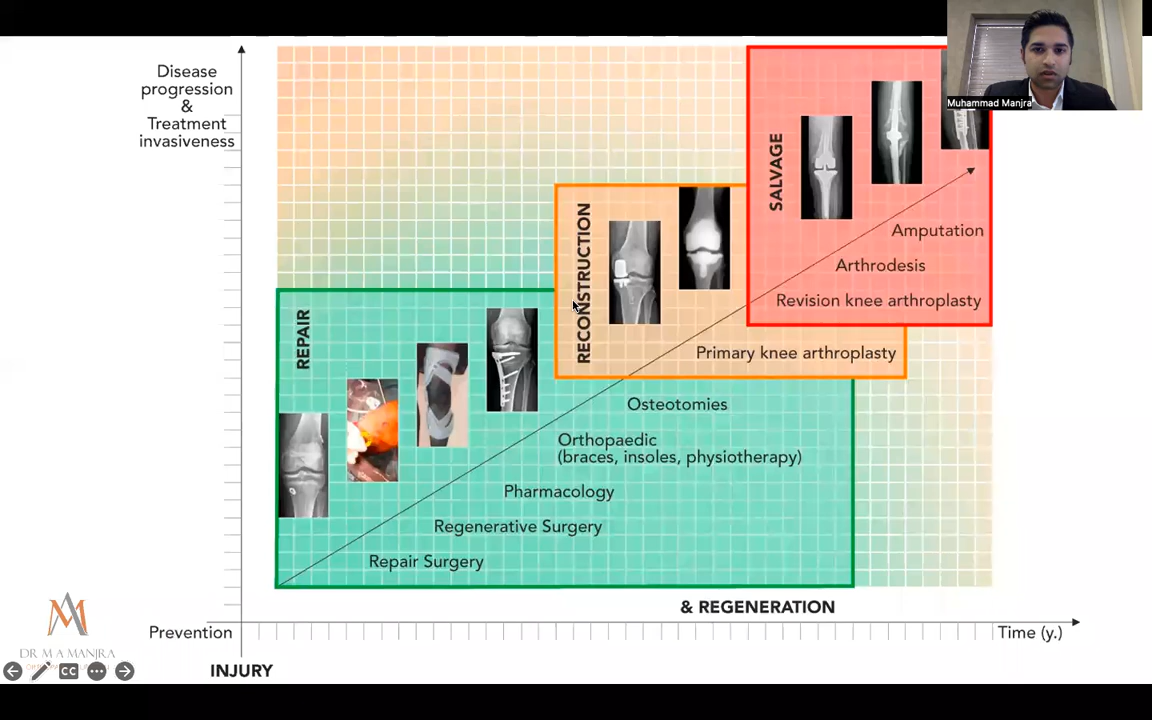 Disease
progression
&
Treatment
invasiveness
Muhammad Manjra
SALVAGE
Amputation
Arthrodesis
Revision knee arthroplasty
RECONSTRUCTION
Primary knee arthroplasty
REPAIR
Osteotomies
Orthopaedic
(braces, insoles, physiotherapy)
Pharmacology
Regenerative Surgery
Repair Surgery
& REGENERATION
Prevention
Time (y.)
INJURY
DR M A MANJRA
CC